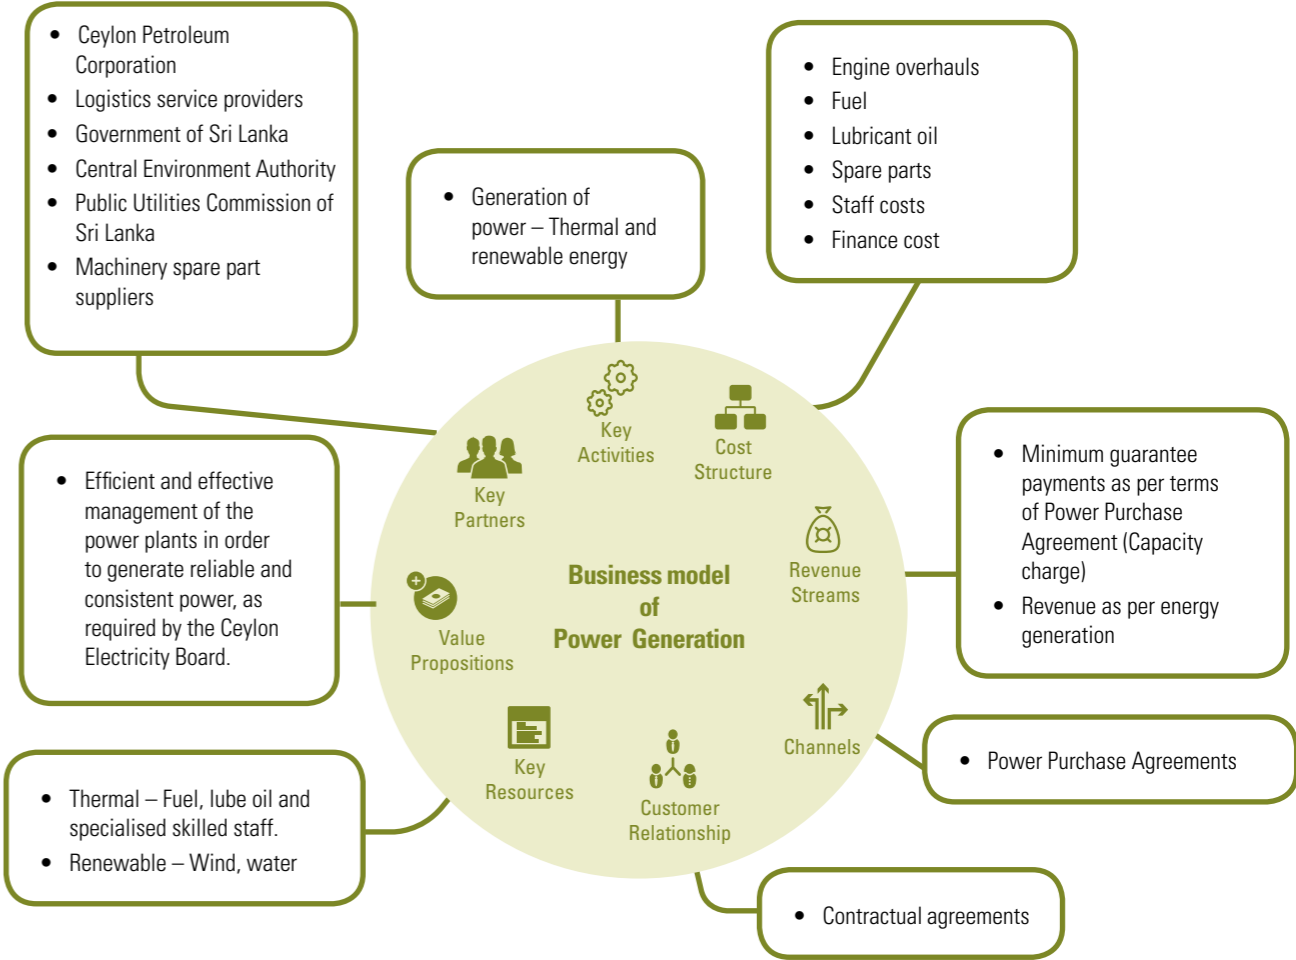 • Ceylon Petroleum
Corporation
• Logistics service providers
• Government of Sri Lanka
• Central Environment Authority
• Public Utilities Commission of
Sri Lanka
• Machinery spare part
suppliers
• Generation of
power – Thermal and
renewable energy
• Engine overhauls
• Fuel
• Lubricant oil
• Spare parts
• Staff costs
• Finance cost
Key
Activities
Cost
Structure
Key
Partners
• Efficient and effective
management of the
power plants in order
to generate reliable and
consistent power, as
required by the Ceylon
Electricity Board.
• Minimum guarantee
payments as per terms
of Power Purchase
Agreement (Capacity
charge)
• Revenue as per energy
generation
Revenue
Streams
Business model
of
Power Generation
Value
Propositions
Channels
• Power Purchase Agreements
Key
Resources
Customer
Relationship
• Thermal – Fuel, lube oil and
specialised skilled staff.
• Renewable – Wind, water
• Contractual agreements